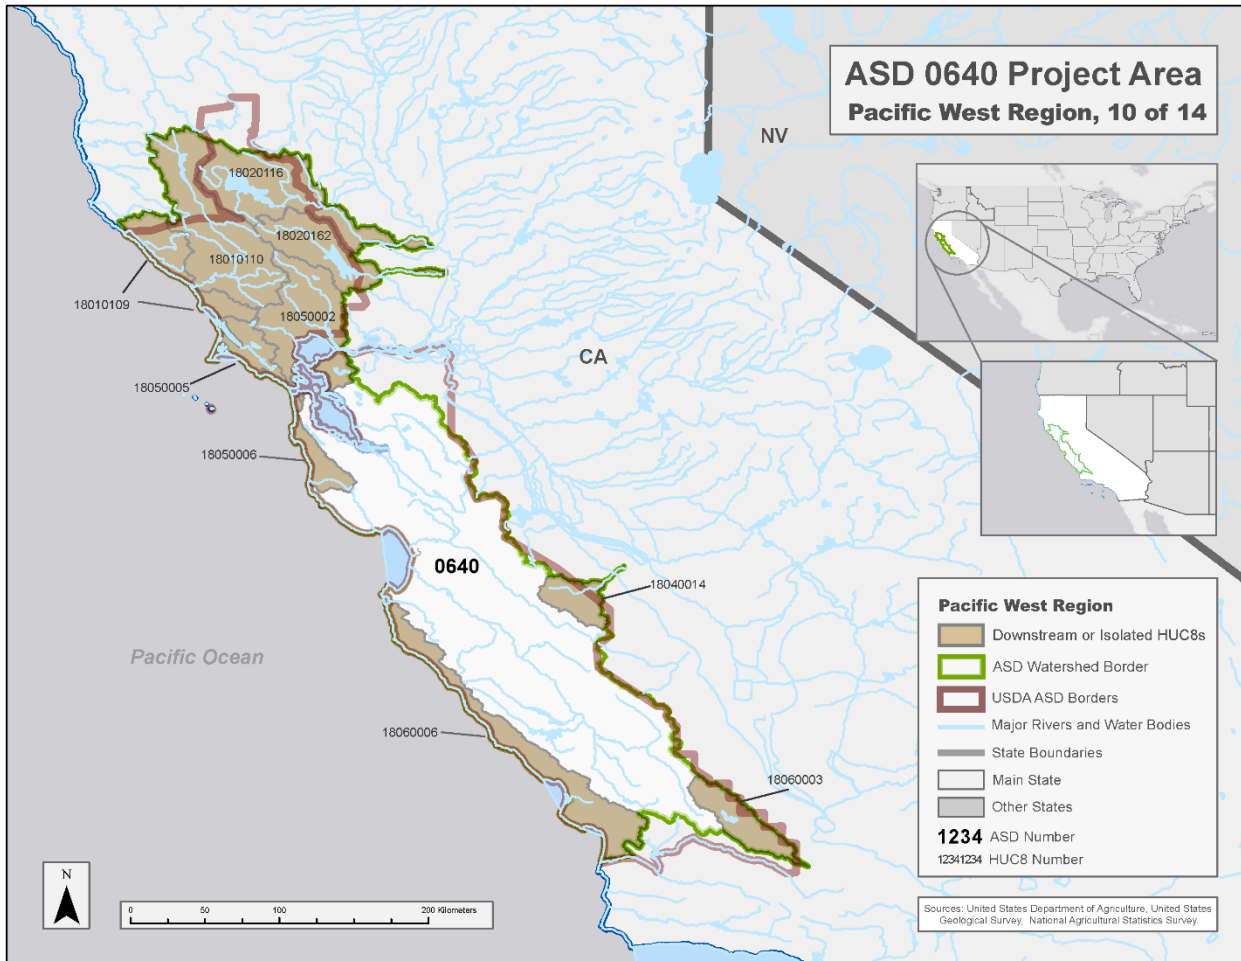 ASD 0640 Project Area
Pacific West Region, 10 of 14
NV
18020116
18020162
18010110
18010109
18050002
CA
18050005
18050006
0640
18040014
Pacific Ocean
18060006
18060003
Pacific West Region
Downstream or Isolated HUC8s
ASD Watershed Border
USDA ASD Borders
Major Rivers and Water Bodies
State Boundaries
Main State
Other States
1234 ASD Number
12341234 HUC8 Number
N
0 50 100 200 Kilometers
Sources: United States Department of Agriculture, United States
Geological Survey, National Agricultural Statistics Survey.